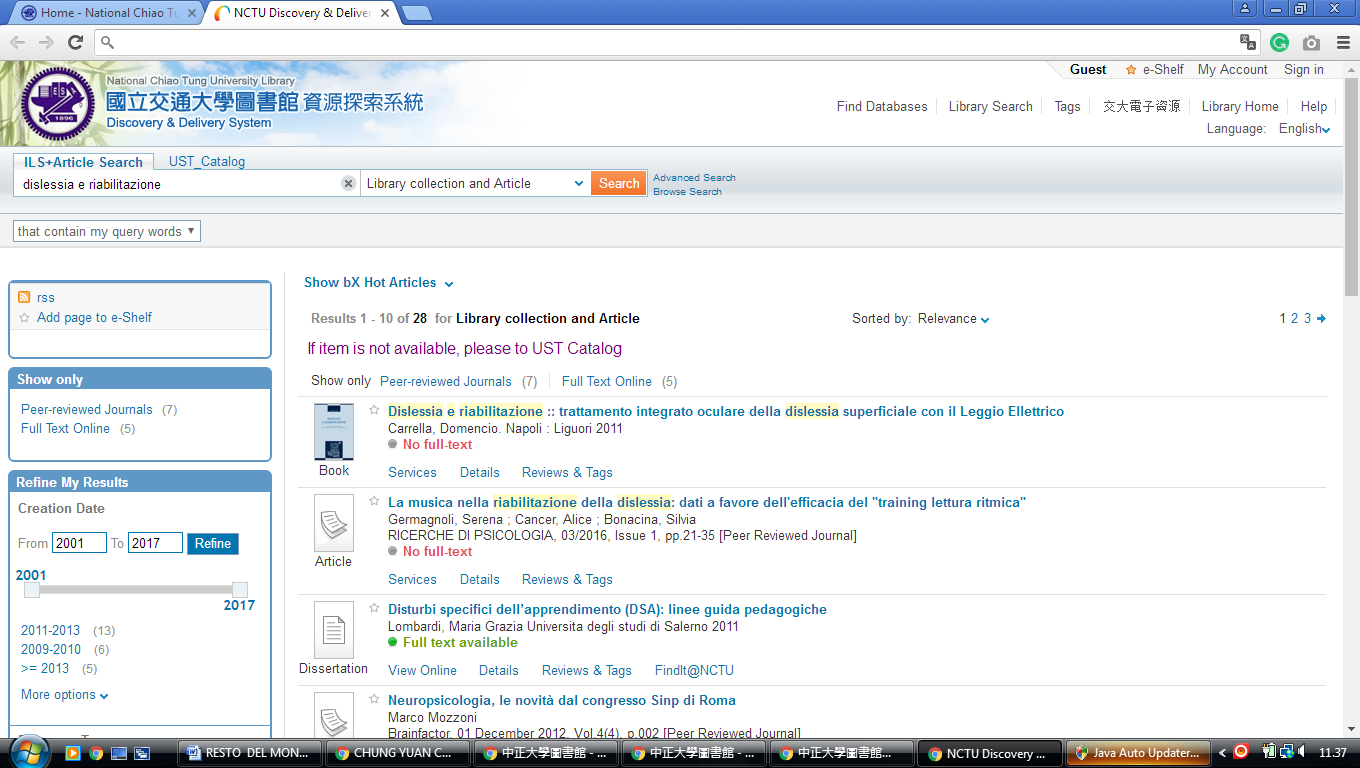 Home - National Chiao Tu
NCTU Discovery & Deliver
National Chiao Tung University Library
國立交通大學圖書館 資源探索系統
Discovery & Delivery System
1896
Guest e-Shelf My Account Sign in
Find Databases Library Search Tags 交大電子資源 Library Home Help
Language: English
ILS+Article Search UST_Catalog
dislessia e riabilitazione Library collection and Article Search
Advanced Search
Browse Search
that contain my query words
rss
Add page to e-Shelf
Show only
Peer-reviewed Journals (7)
Full Text Online (5)
Refine My Results
Creation Date
From 2001 To 2017 Refine
2001
2017
2011-2013 (13)
2009-2010 (6)
>= 2013 (5)
More options
Show bX Hot Articles
Results 1 - 10 of 28 for Library collection and Article
Sorted by: Relevance
1 2 3
If item is not available, please to UST Catalog
Show only Peer-reviewed Journals (7) Full Text Online (5)
Dislessia e riabilitazione :: trattamento integrato oculare della dislessia superficiale con il Leggio Ellettrico
Carrella, Domencio. Napoli : Liguori 2011
No full-text
Book
Services Details Reviews & Tags
La musica nella riabilitazione della dislessia: dati a favore dell'efficacia del "training lettura ritmica"
Germagnoli, Serena ; Cancer, Alice ; Bonacina, Silvia
RICERCHE DI PSICOLOGIA, 03/2016, Issue 1, pp.21-35 [Peer Reviewed Journal]
No full-text
Article
Services Details Reviews & Tags
Disturbi specifici dell'apprendimento (DSA): linee guida pedagogiche
Lombardi, Maria Grazia Universita degli studi di Salerno 2011
Full text available
Dissertation
View Online Details Reviews & Tags FindIt@NCTU
Neuropsicologia, le novità dal congresso Sinp di Roma
Marco Mozzoni
Brainfactor, 01 December 2012, Vol.4(4), p.002 [Peer Reviewed Journal]
RESTO DEL MON... CHUNG YUAN C... 中正大學圖書館 - ... 中正大學圖書館 - ... 中正大學圖書館... NCTU Discovery ... Java Auto Updater... 11.37